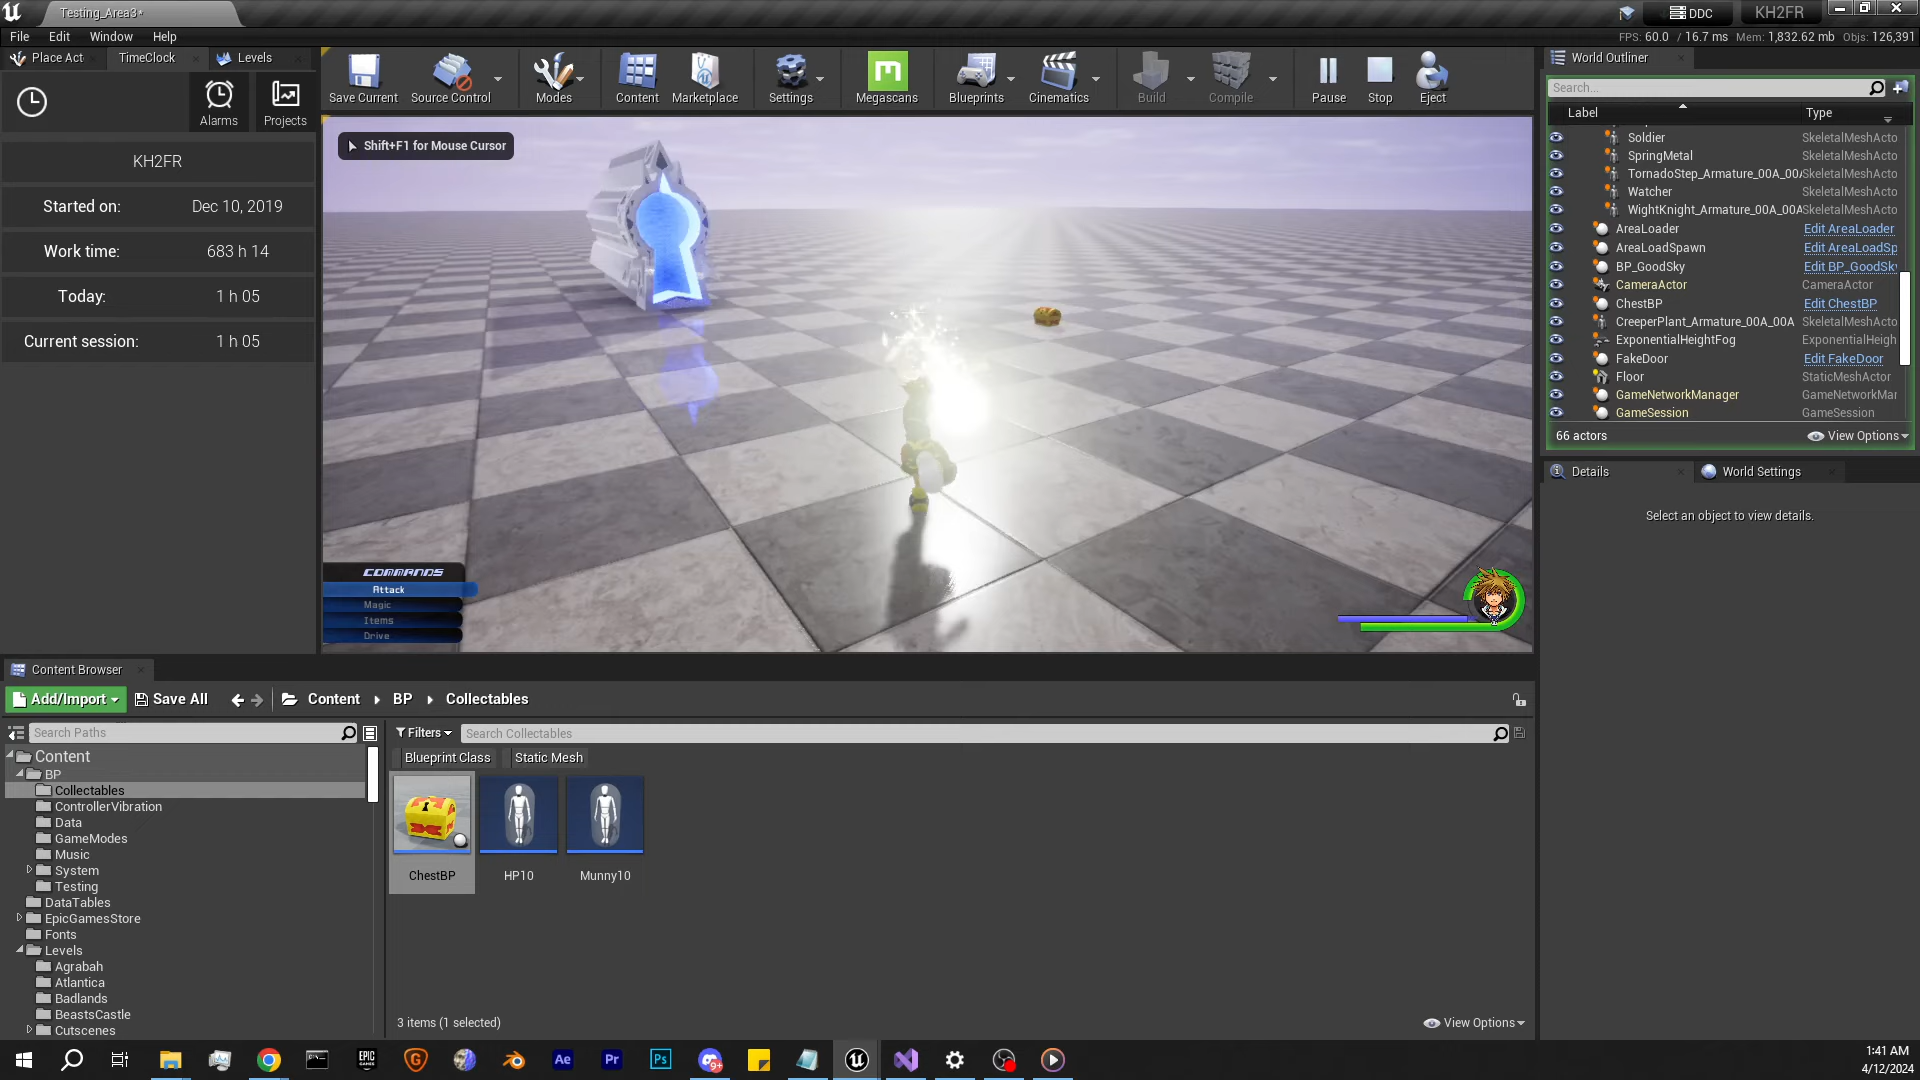 Testing_Area3*
DDC
KH2FR
File
Edit
Window
Help
FPS: 60.0 / 16.7 ms Mem: 1,832.62 mb Objs: 126,391
Place Act
TimeClock
Levels
Alarms
Projects
KH2FR
Started on:
Dec 10, 2019
Work time:
683 h 14
Today:
1 h 05
Current session:
1 h 05
Save Current
Source Control
Modes
Content
Marketplace
Settings
Megascans
Blueprints
Cinematics
Build
Compile
Pause
Stop
Eject
Shift+F1 for Mouse Cursor
COMMANDS
Attack
Magic
Items
Drive
World Outliner
Search...
Label
Type
Soldier
SkeletalMeshActo
SpringMetal
SkeletalMeshActo
TornadoStep_Armature_00A_00A
SkeletalMeshActo
Watcher
SkeletalMeshActo
WightKnight_Armature_00A_00A
SkeletalMeshActo
AreaLoader
Edit AreaLoader
AreaLoadSpawn
Edit AreaLoadSp
BP_GoodSky
Edit BP_GoodSky
CameraActor
CameraActor
ChestBP
Edit ChestBP
CreeperPlant_Armature_00A_00A
SkeletalMeshActo
ExponentialHeightFog
ExponentialHeigh
FakeDoor
Edit FakeDoor
Floor
StaticMeshActor
GameNetworkManager
GameNetworkMar
GameSession
GameSession
66 actors
View Options
Details
World Settings
Select an object to view details.
Content Browser
Add/Import
Save All
Content
BP
Collectables
Search Paths
Filters
Search Collectables
Blueprint Class
Static Mesh
Content
BP
Collectables
ControllerVibration
Data
GameModes
Music
System
Testing
DataTables
EpicGamesStore
Fonts
Levels
Agrabah
Atlantica
Badlands
BeastsCastle
Cutscenes
ChestBP
HP10
Munny10
3 items (1 selected)
View Options
EPIC GAMES
Ae
Pr
Ps
9+
1:41 AM
4/12/2024